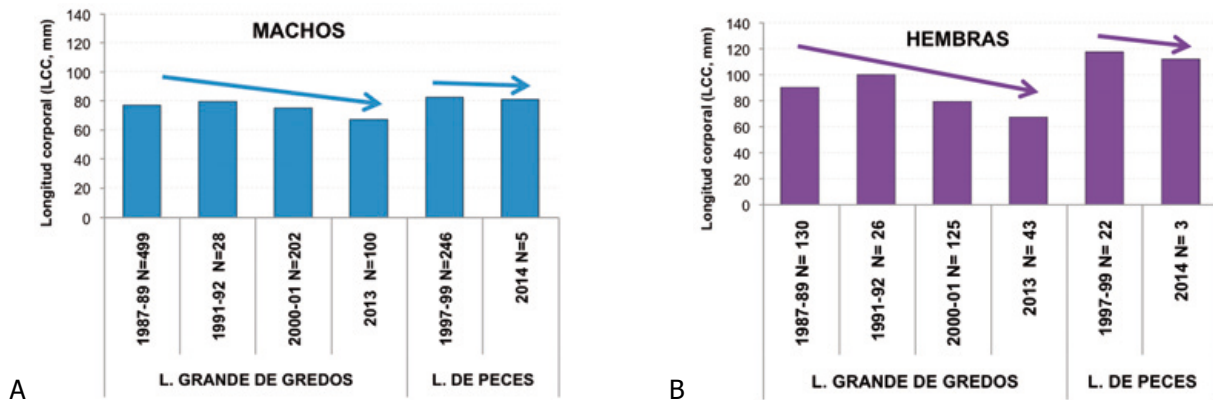 MACHOS
Longitud corporal (LCC, mm)
140
120
100
80
60
40
20
0
1987-89 N=499
1991-92 N=28
2000-01 N=202
2013 N=100
1997-99 N=246
2014 N=5
L. GRANDE DE GREDOS
L. DE PECES
A
HEMBRAS
Longitud corporal (LCC, mm)
140
120
100
80
60
40
20
0
1987-89 N= 130
1991-92 N= 26
2000-01 N= 125
2013 N= 43
1997-99 N= 22
2014 N= 3
L. GRANDE DE GREDOS
L. DE PECES
B